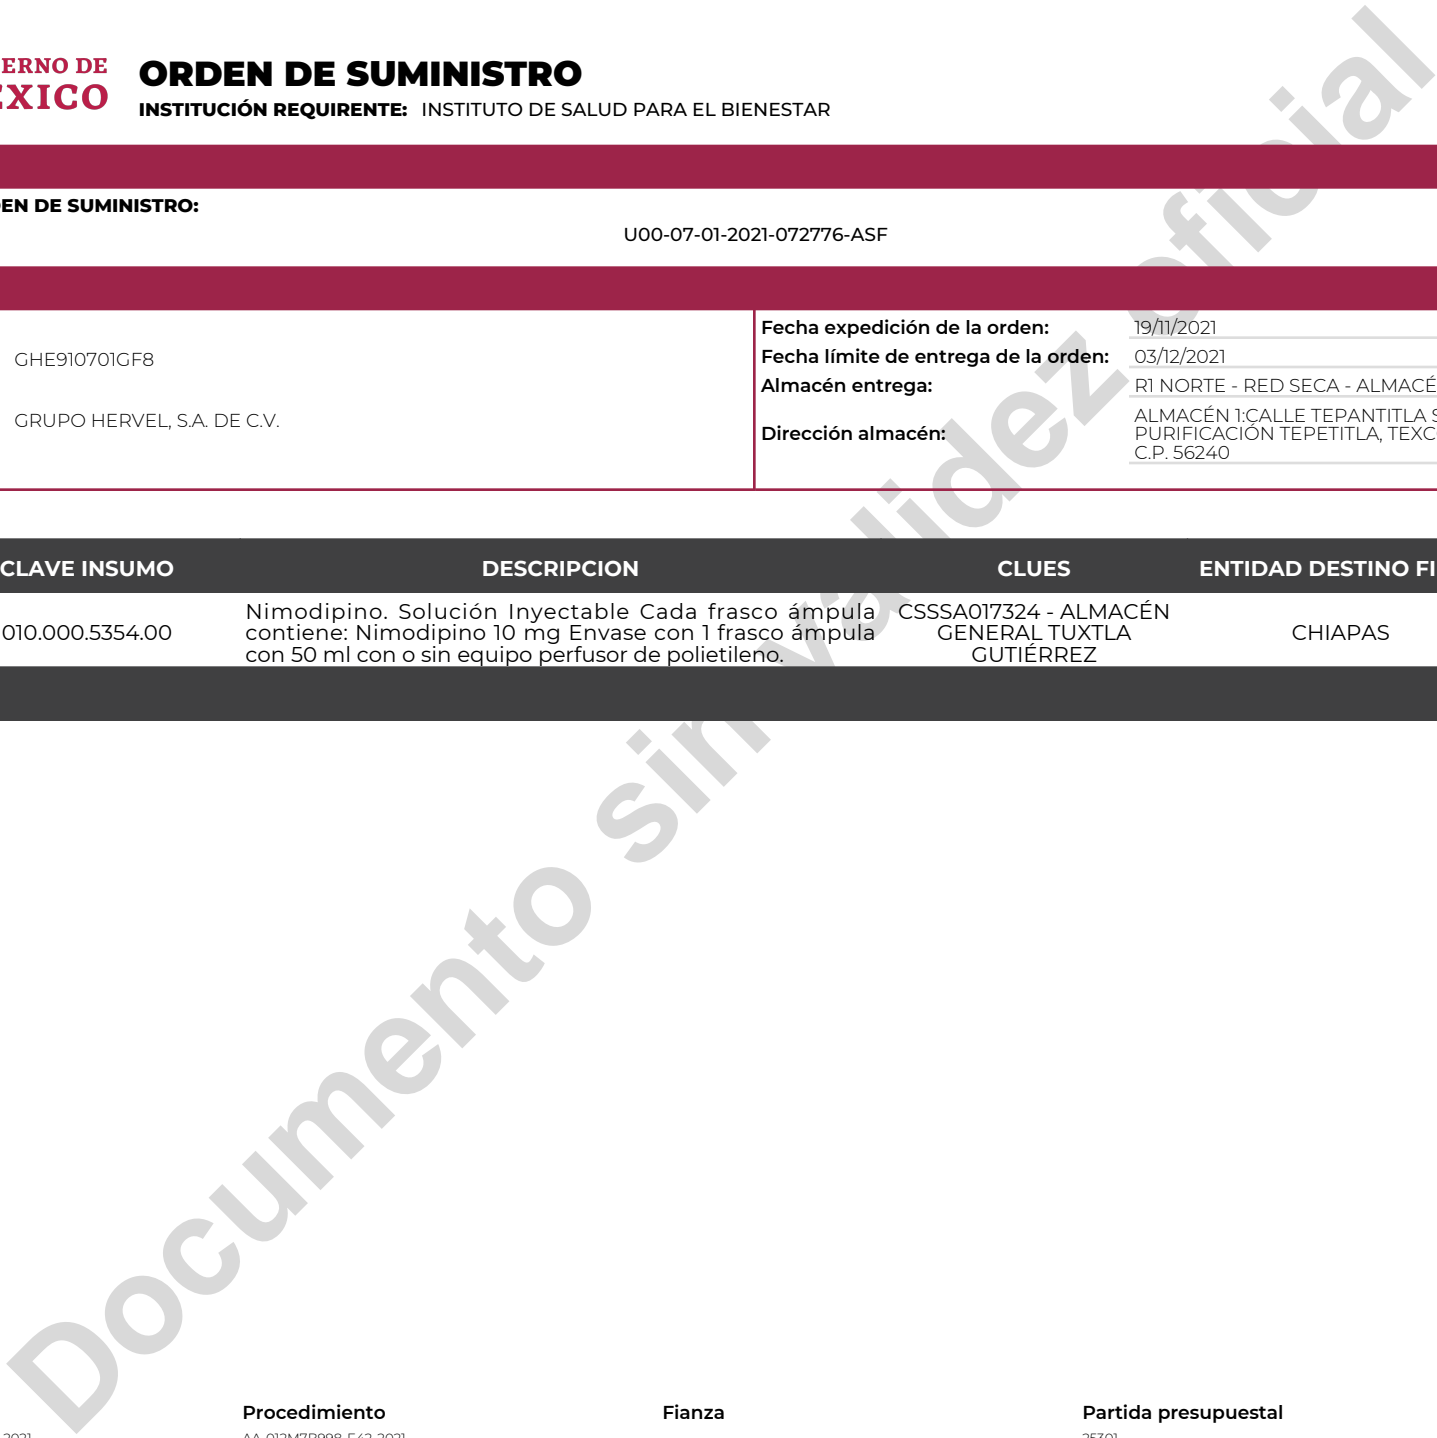 ERNO DE
EXICO
ORDEN DE SUMINISTRO
INSTITUCIÓN REQUIRENTE: INSTITUTO DE SALUD PARA EL BIENESTAR
EN DE SUMINISTRO:
U00-07-01-2021-072776-ASF
GHE910701GF8
GRUPO HERVEL, S.A. DE C.V.
Fecha expedición de la orden: 19/11/2021
Fecha límite de entrega de la orden: 03/12/2021
Almacén entrega: R1 NORTE - RED SECA - ALMACÉ
Dirección almacén: ALMACÉN 1:CALLE TEPANTITLA S
PURIFICACIÓN TEPETITLA, TEXC
C.P. 56240
CLAVE INSUMO DESCRIPCION CLUES ENTIDAD DESTINO FI
010.000.5354.00
Nimodipino. Solución Inyectable Cada frasco ámpula
contiene: Nimodipino 10 mg Envase con 1 frasco ámpula
con 50 ml con o sin equipo perfusor de polietileno.
CSSSA017324 - ALMACÉN
GENERAL TUXTLA
GUTIÉRREZ
CHIAPAS
Documento sin validez oficial
Procedimiento Fianza Partida presupuestal